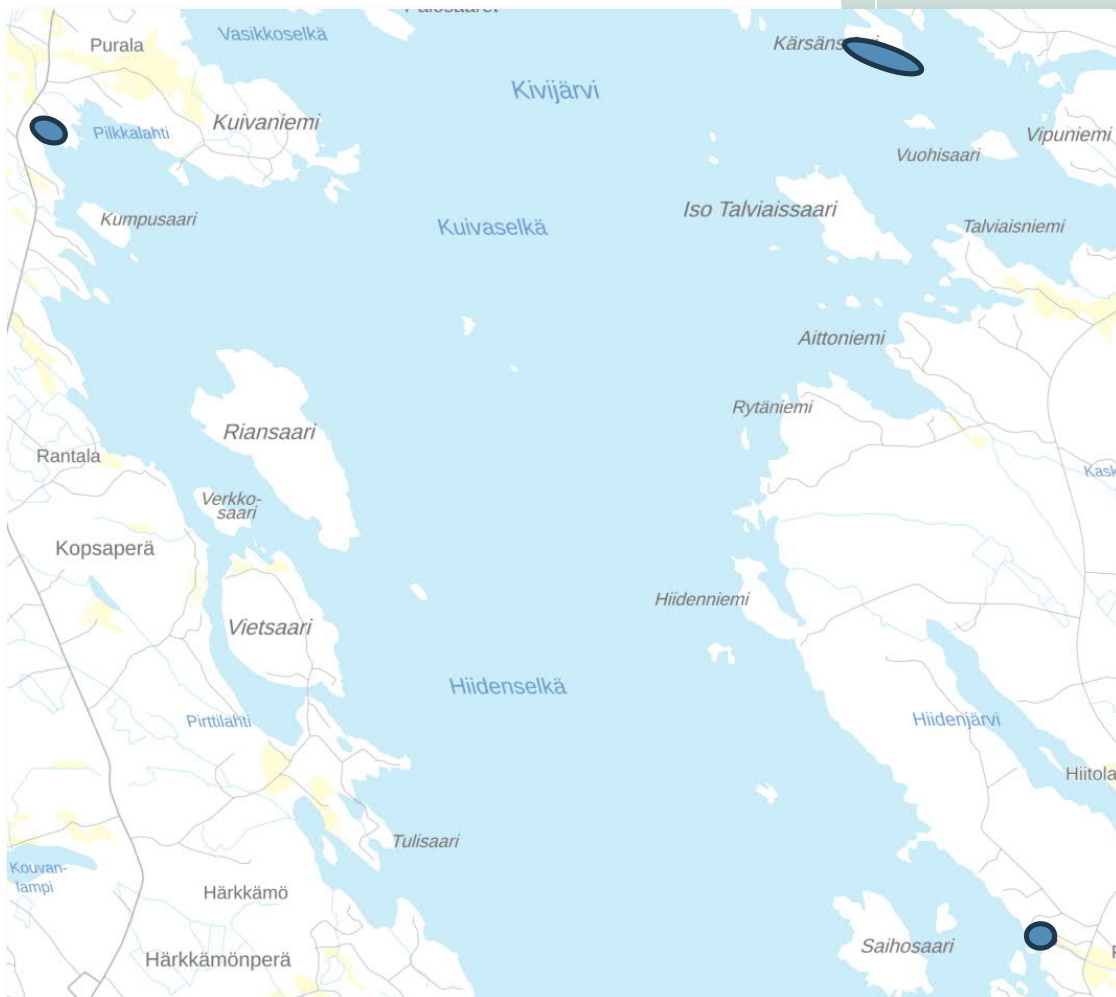 Vasikkoselkä
Purala
Kivijärvi
Pilkkalahti
Kuivaniemi
Vipuniemi
Vuohisaari
Kumpusaari
Kuivaselkä
Iso Talviaissaari
Talviaisniemi
Aittoniemi
Rytäniemi
Riansaari
Rantala
Verkko-
saari
Kopsaperä
Hiidenniemi
Vietsaari
Hiidenselkä
Pirttilahti
Hiidenjärvi
Hiitola
Tulisaari
Kouvan-
lampi
Härkkämö
Saihosaari
Härkkämönperä